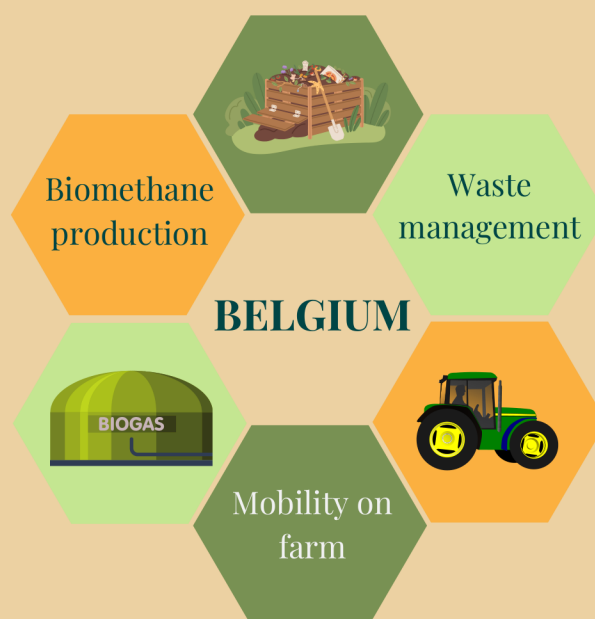 Biomethane
production
Waste
management
BELGIUM
BIOGAS
Mobility on
farm